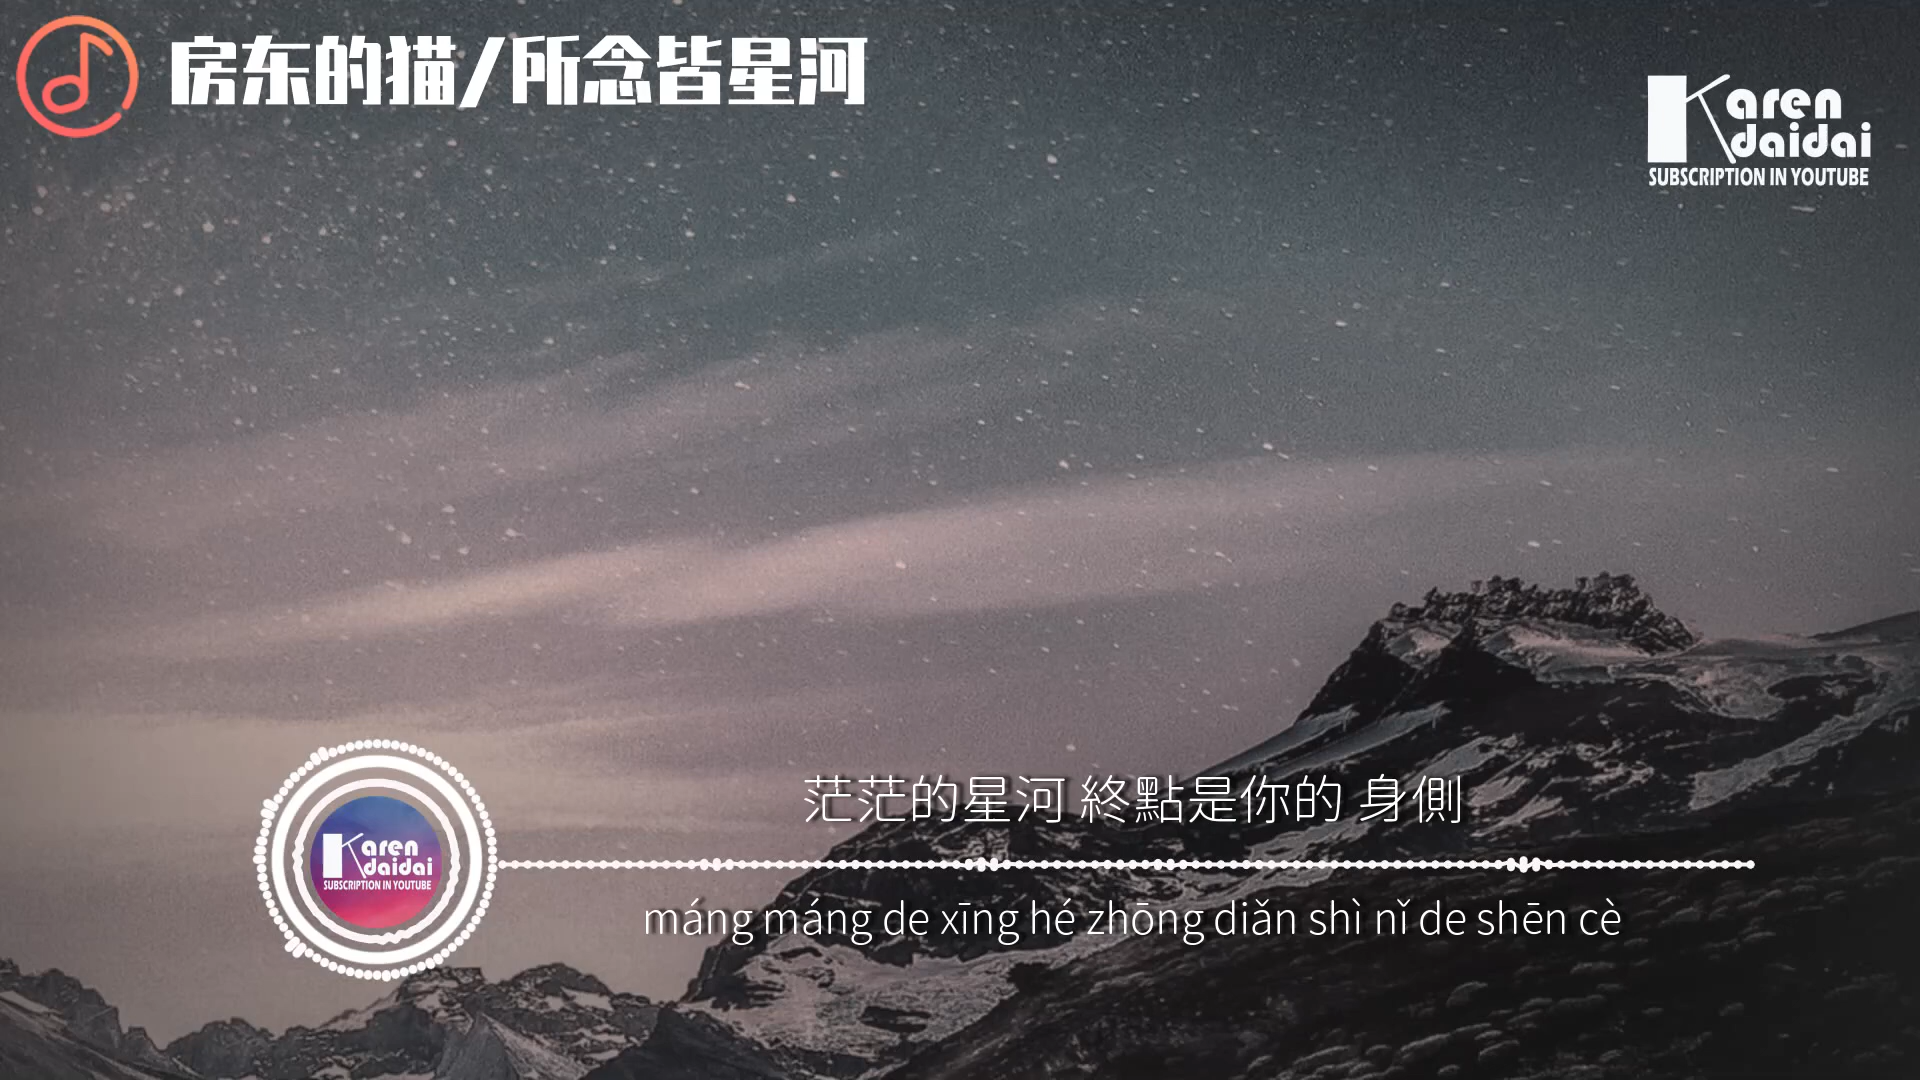 房东的猫/所念皆星河
Karen
daidai
SUBSCRIPTION IN YOUTUBE
茫茫的星河 終點是你的 身側
Karen
daidai
SUBSCRIPTION IN YOUTUBE
máng máng de xīng hé zhōng diǎn shì nǐ de shēn cè